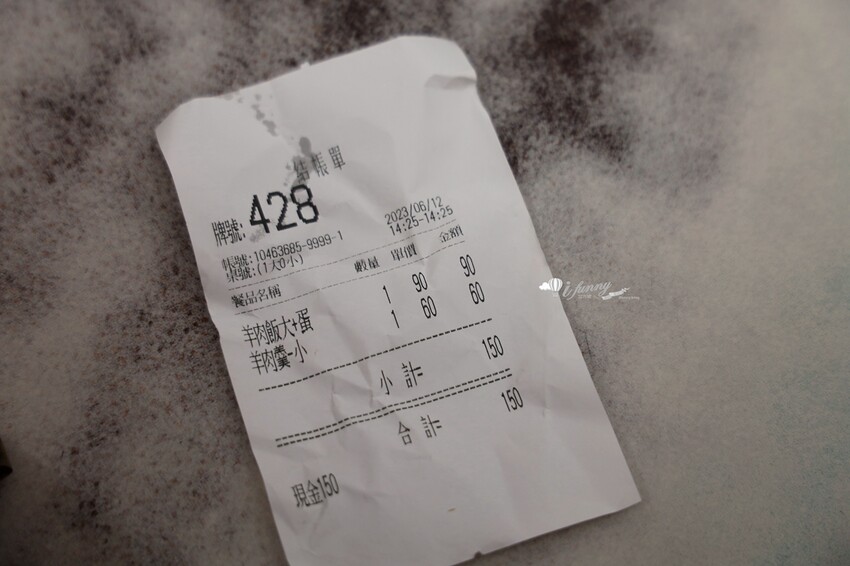 結帳單
牌號:428
帳號:10463685-9999-1 2023/06/12
桌號:(1大0小) 14:25-14:25
餐品名稱 數量 單價 金額
羊肉飯大+蛋 1 90 90
羊肉羹-小 1 60 60
小計= 150
合計= 150
現金150
i funny